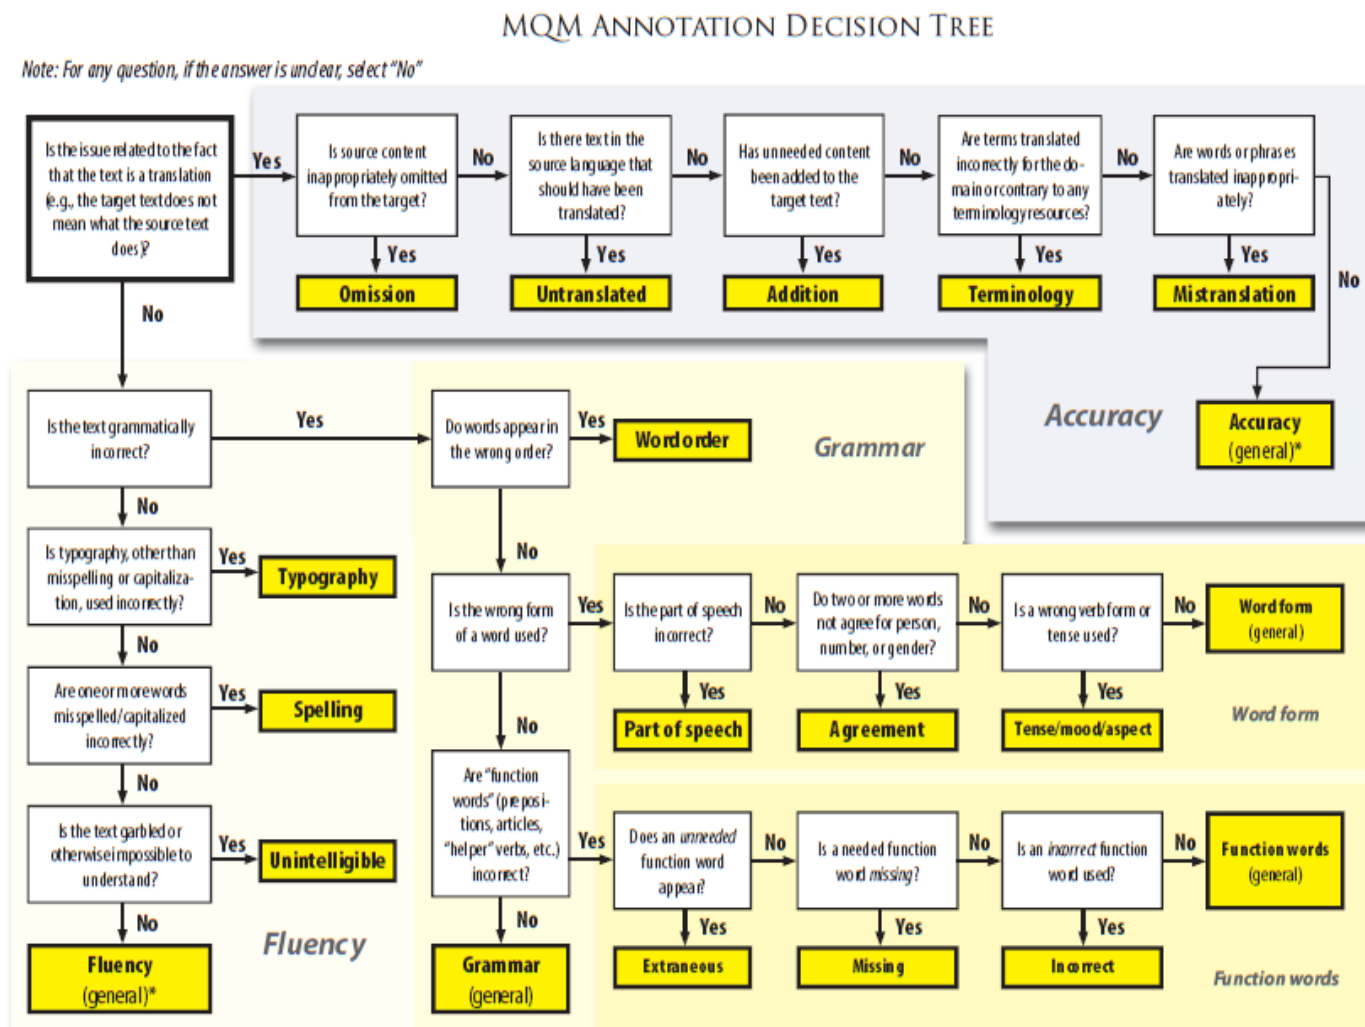 MQM Annotation Decision Tree
Note: For any question, if the answer is unclear, select "No"
Is the issue related to the fact
that the text is a translation
(e.g., the target text does not
mean what the source text
does)?
Yes
Is source content
inappropriately omitted
from the target?
No
Is there text in the
source language that
should have been
translated?
No
Has unneeded content
been added to the
target text?
No
Are terms translated
incorrectly for the do-
main or contrary to any
terminology resources?
No
Are words or phrases
translated inappropri-
ately?
Yes
Omission
Yes
Untranslated
Yes
Addition
Yes
Terminology
Yes
Mistranslation
No
No
Accuracy
Accuracy
(general)*
Is the text grammatically
incorrect?
Yes
Do words appear in
the wrong order?
Yes
Word order
Grammar
No
No
Is typography, other than
misspelling or capitaliza-
tion, used incorrectly?
Yes
Typography
Is the wrong form
of a word used?
Yes
Is the part of speech
incorrect?
No
Do two or more words
not agree for person,
number, or gender?
No
Is a wrong verb form or
tense used?
No
Word form
(general)
Yes
Part of speech
Yes
Agreement
Yes
Tense/mood/aspect
Word form
No
Are one or more words
misspelled/capitalized
incorrectly?
Yes
Spelling
No
No
Is the text garbled or
otherwise impossible to
understand?
Yes
Unintelligible
Are "function
words" (preposi-
tions, articles,
"helper" verbs, etc.)
incorrect?
Yes
Does an unneeded
function word
appear?
No
Is a needed function
word missing?
No
Is an incorrect function
word used?
No
Function words
(general)
Yes
Extraneous
Yes
Missing
Yes
Incorrect
Function words
No
Fluency
(general)*
Fluency
No
Grammar
(general)